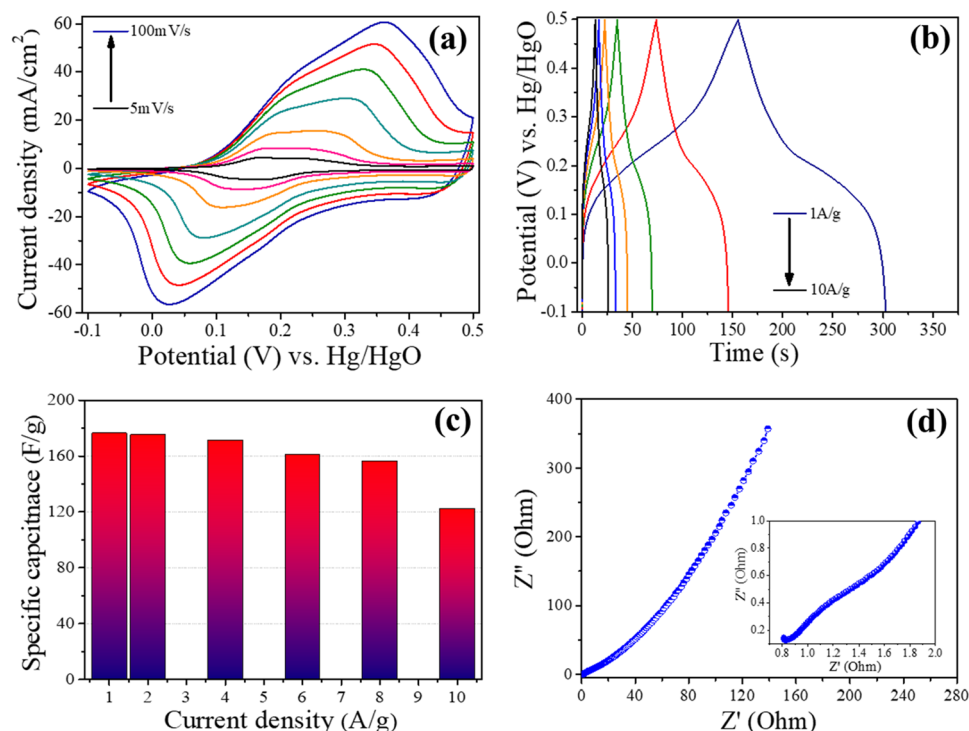 (a)
100mV/s
5mV/s
60
40
20
0
-20
-40
-60
Current density (mA/cm²)
-0.1 0.0 0.1 0.2 0.3 0.4 0.5
Potential (V) vs. Hg/HgO
(b)
1A/g
10A/g
0.5
0.4
0.3
0.2
0.1
0.0
-0.1
Potential (V) vs. Hg/HgO
0 50 100 150 200 250 300 350
Time (s)
(c)
200
160
120
80
40
0
Specific capcitnace (F/g)
1 2 3 4 5 6 7 8 9 10
Current density (A/g)
(d)
400
300
200
100
0
Z'' (Ohm)
0 40 80 120 160 200 240 280
Z' (Ohm)
1.0
0.8
0.6
0.4
0.2
Z'' (Ohm)
0.8 1.0 1.2 1.4 1.6 1.8 2.0
Z' (Ohm)